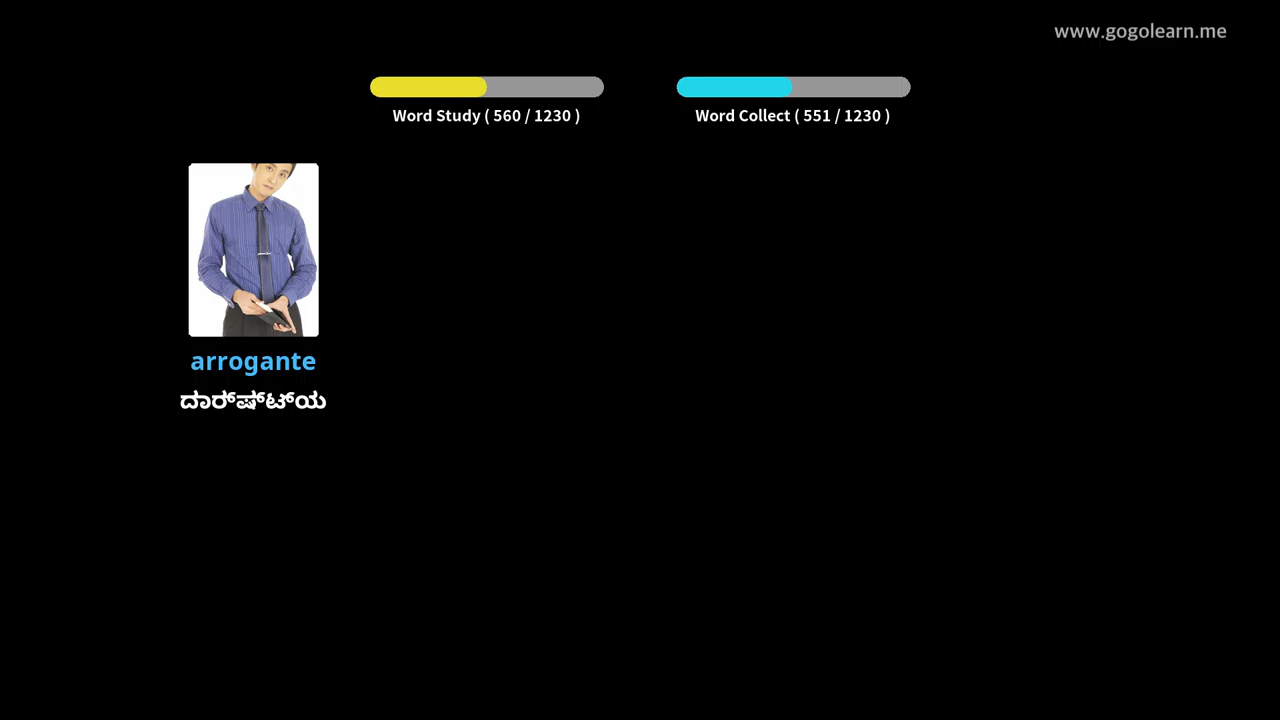 www.gogolearn.me
Word Study ( 560 / 1230 )
Word Collect ( 551 / 1230 )
arrogante
ದಾರ್‌ಷ್‌ಟ್‌ಯ